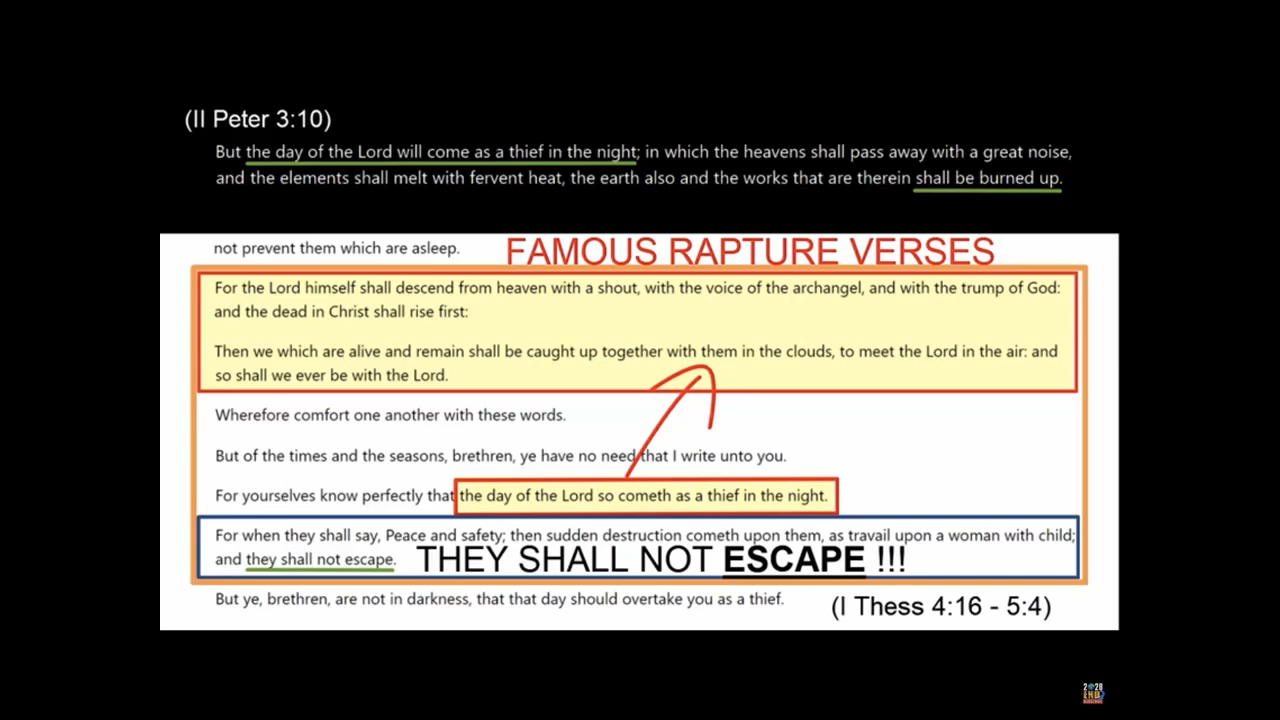 (II Peter 3:10)
But the day of the Lord will come as a thief in the night; in which the heavens shall pass away with a great noise,
and the elements shall melt with fervent heat, the earth also and the works that are therein shall be burned up.
not prevent them which are asleep.
FAMOUS RAPTURE VERSES
For the Lord himself shall descend from heaven with a shout, with the voice of the archangel, and with the trump of God:
and the dead in Christ shall rise first:
Then we which are alive and remain shall be caught up together with them in the clouds, to meet the Lord in the air: and
so shall we ever be with the Lord.
Wherefore comfort one another with these words.
But of the times and the seasons, brethren, ye have no need that I write unto you.
For yourselves know perfectly that the day of the Lord so cometh as a thief in the night.
For when they shall say, Peace and safety; then sudden destruction cometh upon them, as travail upon a woman with child;
and they shall not escape.
THEY SHALL NOT ESCAPE !!!
But ye, brethren, are not in darkness, that that day should overtake you as a thief.
(I Thess 4:16 - 5:4)
2028
END